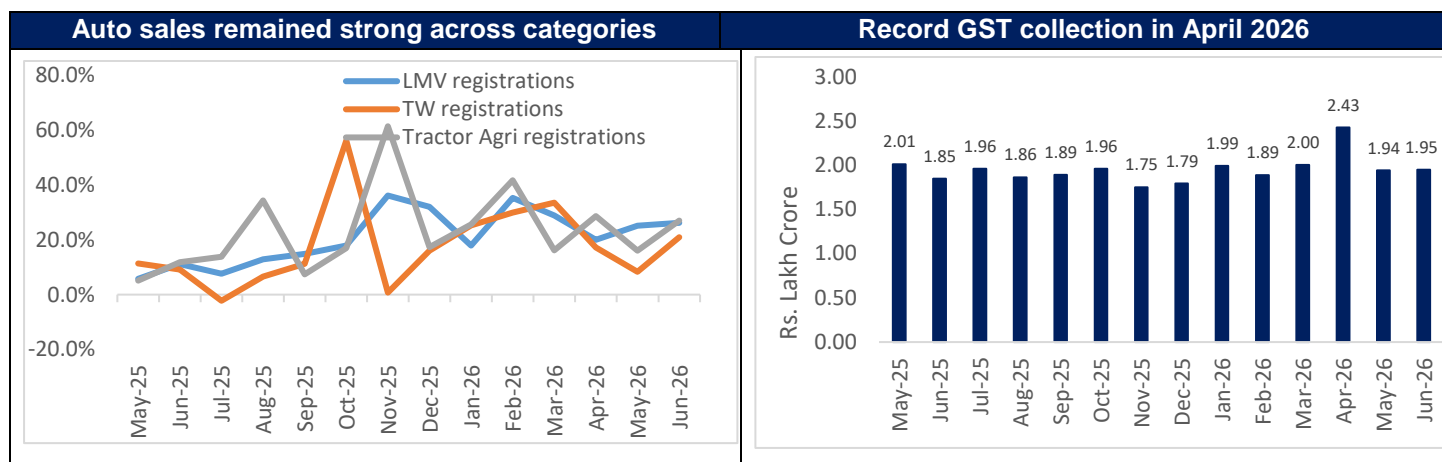 Auto sales remained strong across categories
80.0%
60.0%
40.0%
20.0%
0.0%
-20.0%
LMV registrations
TW registrations
Tractor Agri registrations
May-25
Jun-25
Jul-25
Aug-25
Sep-25
Oct-25
Nov-25
Dec-25
Jan-26
Feb-26
Mar-26
Apr-26
May-26
Jun-26
Record GST collection in April 2026
Rs. Lakh Crore
3.00
2.50
2.00
1.50
1.00
0.50
0.00
2.01
1.85
1.96
1.86
1.89
1.96
1.75
1.79
1.99
1.89
2.00
2.43
1.94
1.95
May-25
Jun-25
Jul-25
Aug-25
Sep-25
Oct-25
Nov-25
Dec-25
Jan-26
Feb-26
Mar-26
Apr-26
May-26
Jun-26